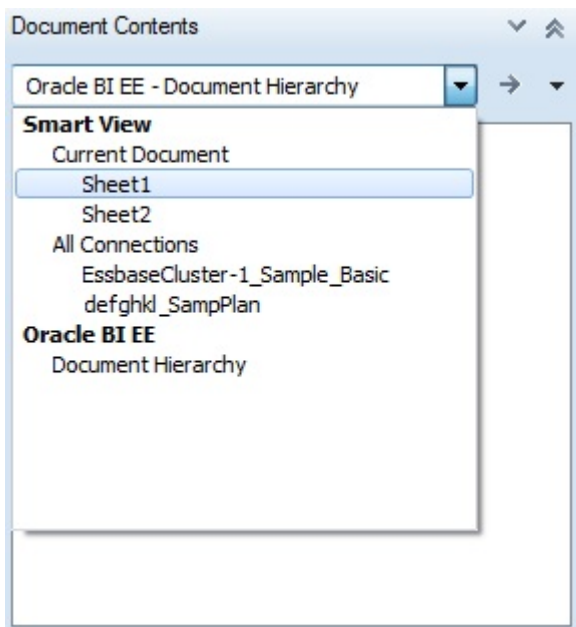 Document Contents
Oracle BI EE - Document Hierarchy
Smart View
Current Document
Sheet1
Sheet2
All Connections
EssbaseCluster-1_Sample_Basic
defghkl_SampPlan
Oracle BI EE
Document Hierarchy